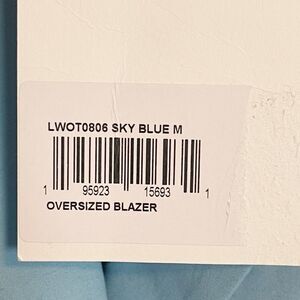 LWOT0806 SKY BLUE M
1 95923 15693 1
OVERSIZED BLAZER